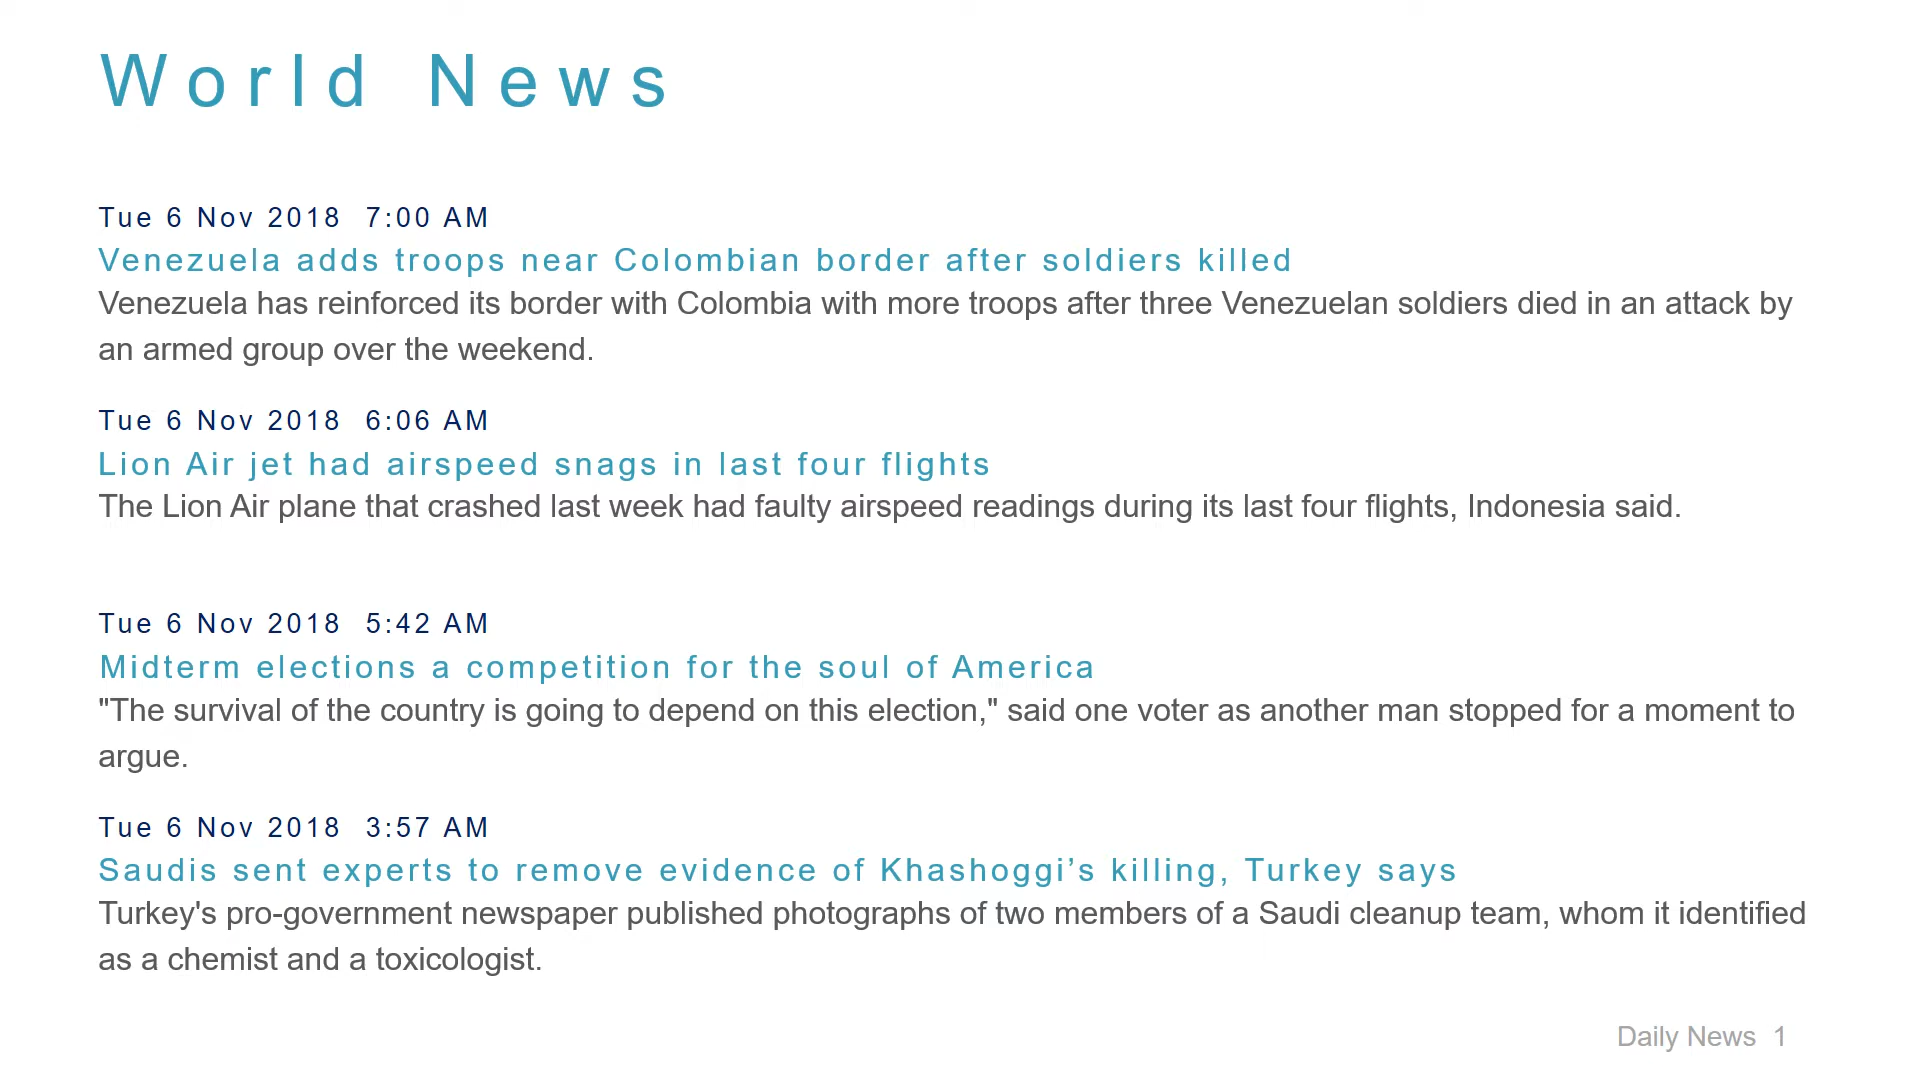 World News
Tue 6 Nov 2018 7:00 AM
Venezuela adds troops near Colombian border after soldiers killed
Venezuela has reinforced its border with Colombia with more troops after three Venezuelan soldiers died in an attack by
an armed group over the weekend.
Tue 6 Nov 2018 6:06 AM
Lion Air jet had airspeed snags in last four flights
The Lion Air plane that crashed last week had faulty airspeed readings during its last four flights, Indonesia said.
Tue 6 Nov 2018 5:42 AM
Midterm elections a competition for the soul of America
"The survival of the country is going to depend on this election," said one voter as another man stopped for a moment to
argue.
Tue 6 Nov 2018 3:57 AM
Saudis sent experts to remove evidence of Khashoggi’s killing, Turkey says
Turkey's pro-government newspaper published photographs of two members of a Saudi cleanup team, whom it identified
as a chemist and a toxicologist.
Daily News 1